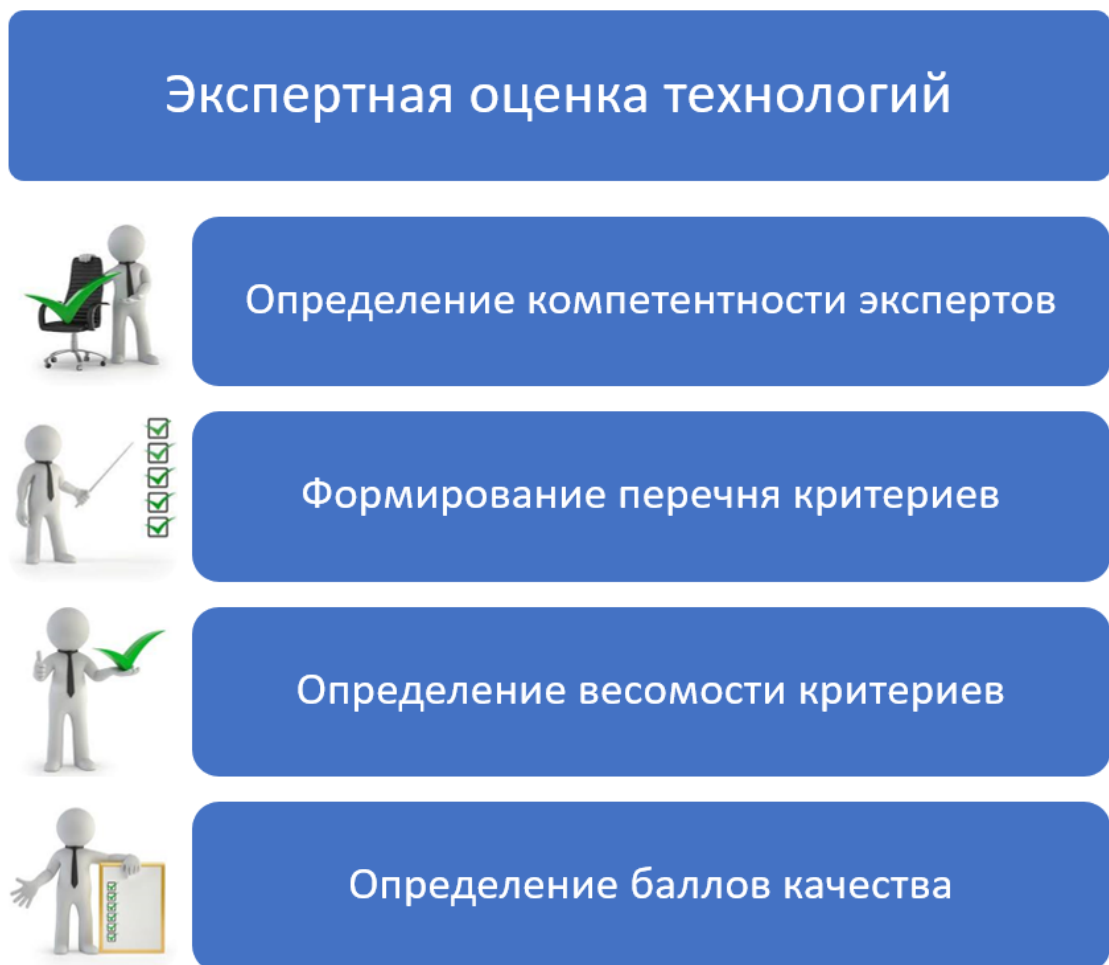 Экспертная оценка технологий
Определение компетентности экспертов
Формирование перечня критериев
Определение весомости критериев
Определение баллов качества